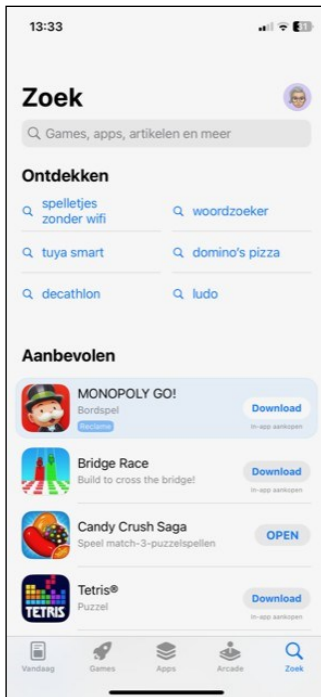 13:33
31
Zoek
Games, apps, artikelen en meer
Ontdekken
spelletjes
zonder wifi
woordzoeker
tuya smart
domino's pizza
decathlon
ludo
Aanbevolen
MONOPOLY GO!
Bordspel
Reclame
Download
In-app aankopen
Bridge Race
Build to cross the bridge!
Download
In-app aankopen
Candy Crush Saga
Speel match-3-puzzelspellen
OPEN
TETRIS
Tetris®
Puzzel
Download
In-app aankopen
Vandaag
Games
Apps
Arcade
Zoek